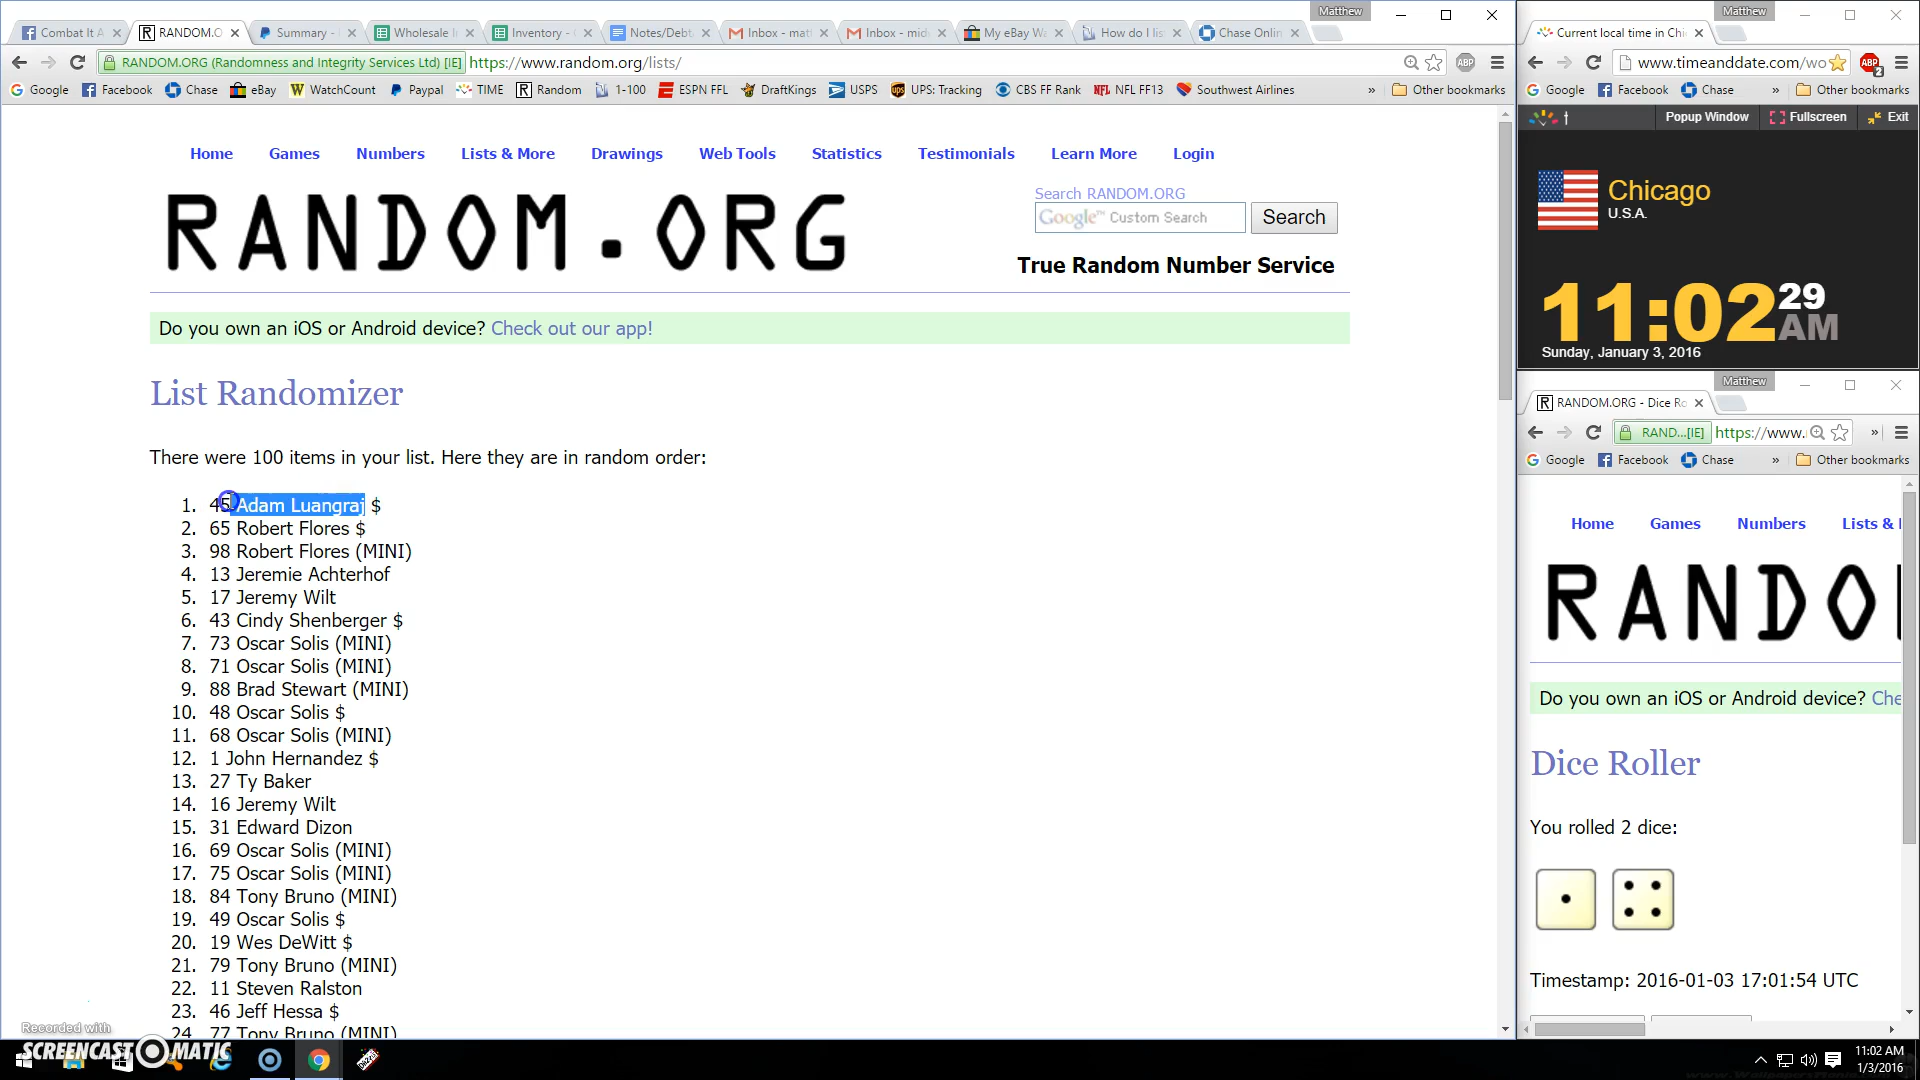 Matthew
Combat It A
RANDOM.O
Summary -
Wholesale I
Inventory -
Notes/Debt
Inbox - matt
Inbox - mid
My eBay Wa
How do I lis
Chase Onlin
RANDOM.ORG (Randomness and Integrity Services Ltd) [IE] https://www.random.org/lists/
ABP
Google Facebook Chase eBay WatchCount Paypal TIME Random 1-100 ESPN FFL DraftKings USPS UPS: Tracking CBS FF Rank NFL FF13 Southwest Airlines » Other bookmarks
Home Games Numbers Lists & More Drawings Web Tools Statistics Testimonials Learn More Login
RANDOM.ORG
Search RANDOM.ORG
Google™ Custom Search Search
True Random Number Service
Do you own an iOS or Android device? Check out our app!
List Randomizer
There were 100 items in your list. Here they are in random order:
1. 45 Adam Luangraj $
2. 65 Robert Flores $
3. 98 Robert Flores (MINI)
4. 13 Jeremie Achterhof
5. 17 Jeremy Wilt
6. 43 Cindy Shenberger $
7. 73 Oscar Solis (MINI)
8. 71 Oscar Solis (MINI)
9. 88 Brad Stewart (MINI)
10. 48 Oscar Solis $
11. 68 Oscar Solis (MINI)
12. 1 John Hernandez $
13. 27 Ty Baker
14. 16 Jeremy Wilt
15. 31 Edward Dizon
16. 69 Oscar Solis (MINI)
17. 75 Oscar Solis (MINI)
18. 84 Tony Bruno (MINI)
19. 49 Oscar Solis $
20. 19 Wes DeWitt $
21. 79 Tony Bruno (MINI)
22. 11 Steven Ralston
23. 46 Jeff Hessa $
24. 77 Tony Bruno (MINI)
Matthew
Current local time in Chi
www.timeanddate.com/wo
ABP 2
Google Facebook Chase » Other bookmarks
t Popup Window Fullscreen Exit
Chicago
U.S.A.
11:02 29 AM
Sunday, January 3, 2016
Matthew
RANDOM.ORG - Dice Ro
RAND...[IE] https://www. »
Google Facebook Chase » Other bookmarks
Home Games Numbers Lists &
RANDO
Do you own an iOS or Android device? Che
Dice Roller
You rolled 2 dice:
Timestamp: 2016-01-03 17:01:54 UTC
Recorded with
SCREENCAST O MATIC
11:02 AM
1/3/2016